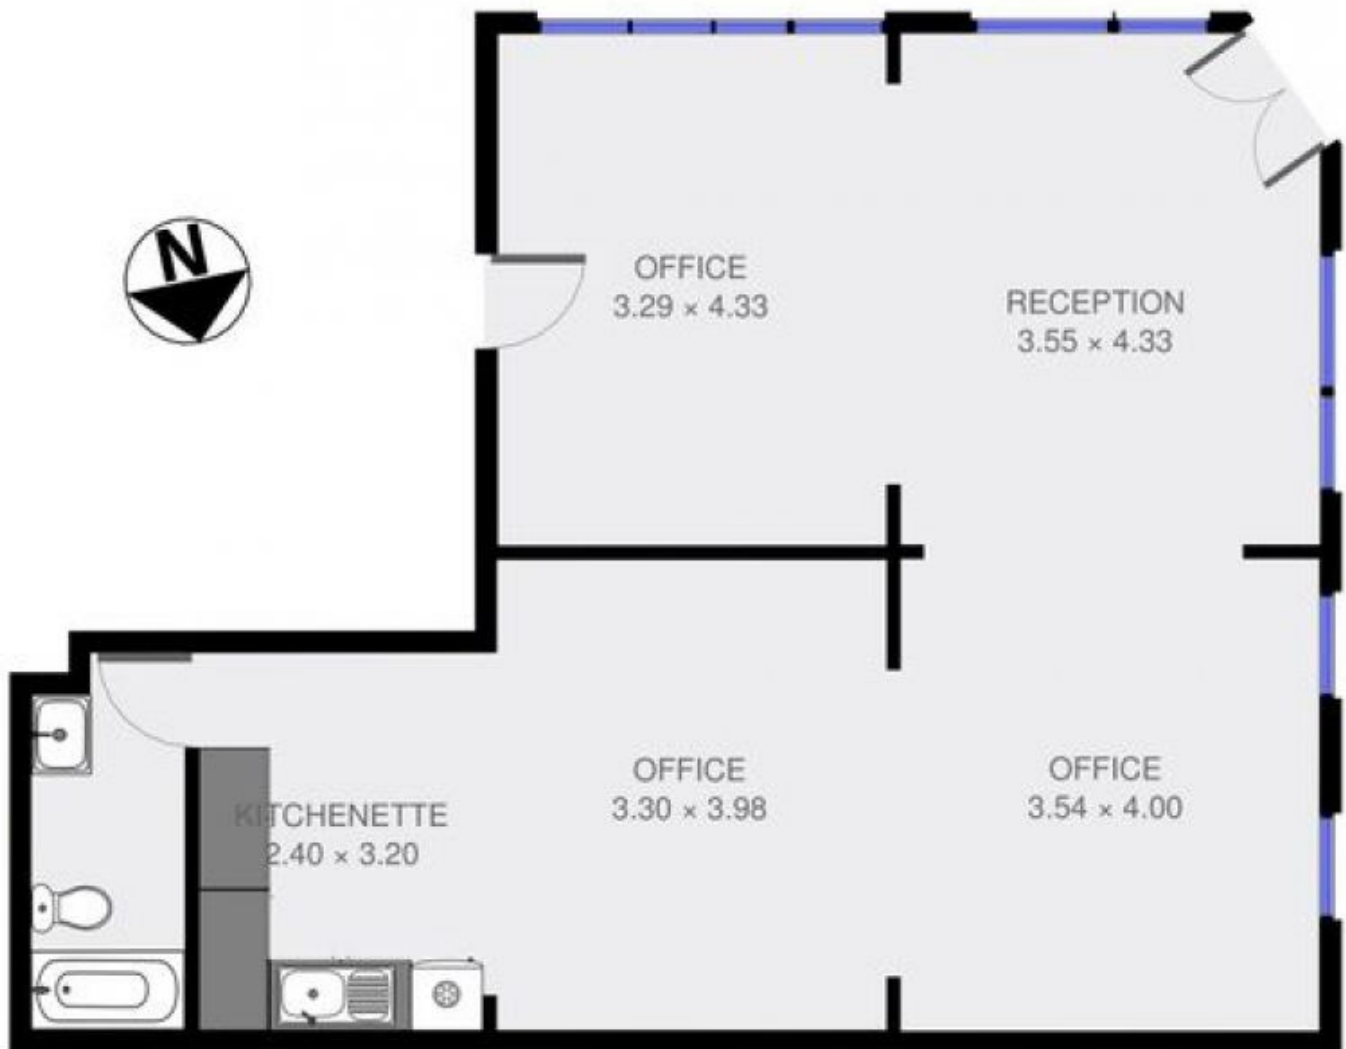 N
OFFICE
3.29 × 4.33
RECEPTION
3.55 × 4.33
OFFICE
3.30 × 3.98
OFFICE
3.54 × 4.00
KITCHENETTE
2.40 × 3.20